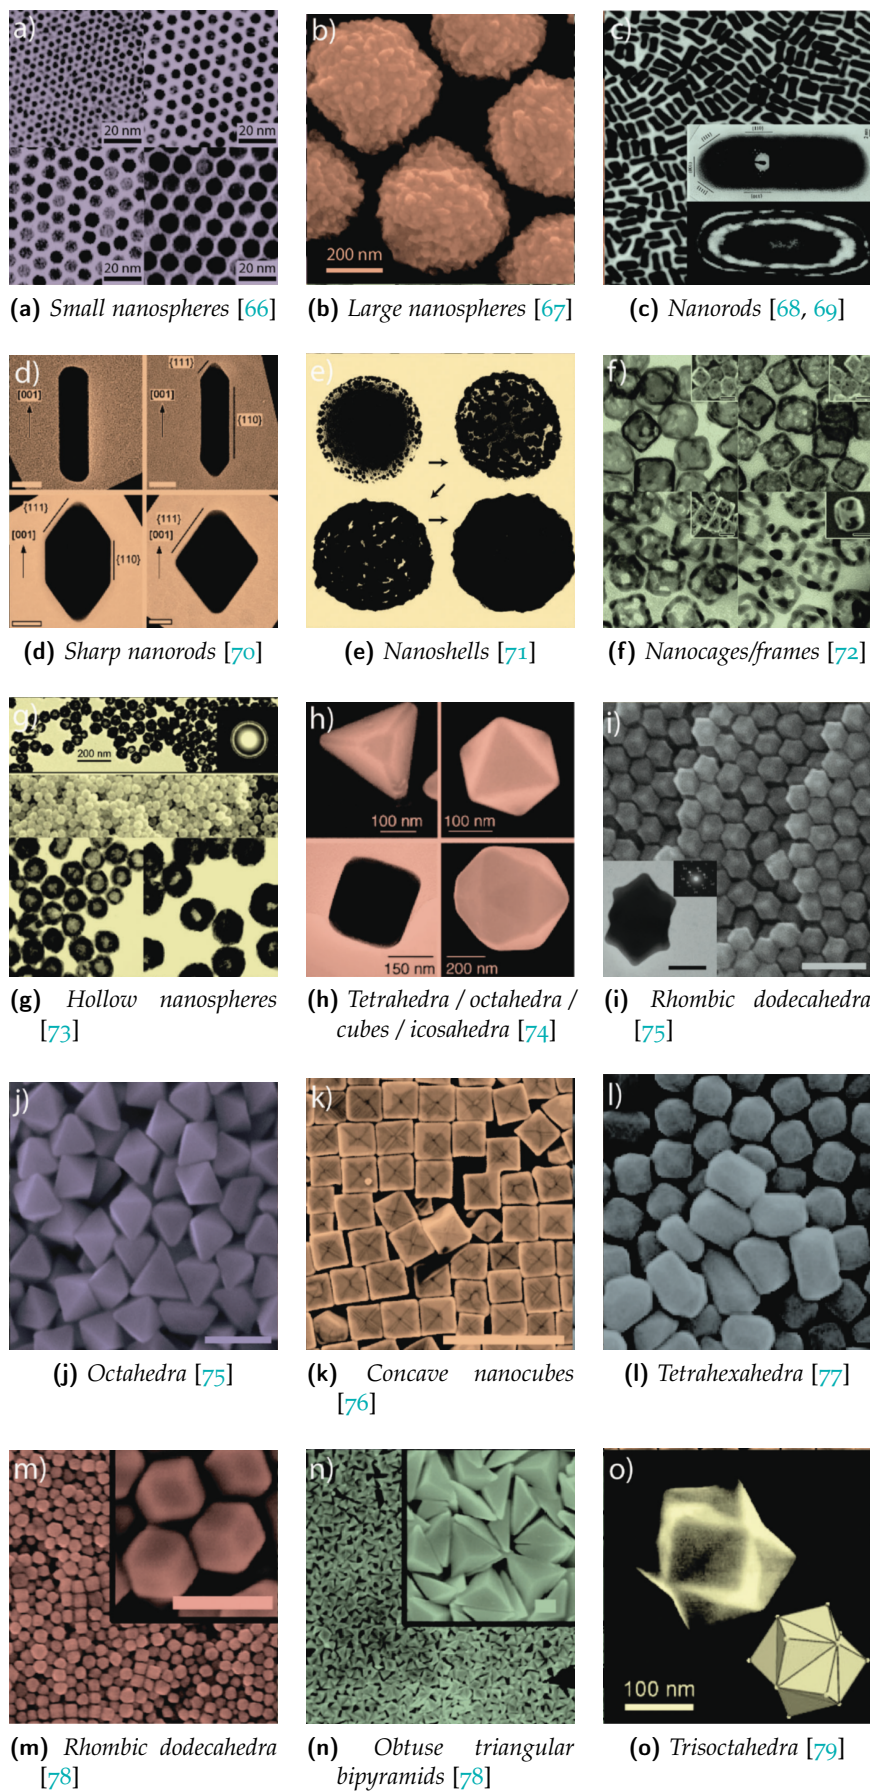 a)
20 nm
20 nm
20 nm
20 nm
(a) Small nanospheres [66]
b)
200 nm
(b) Large nanospheres [67]
c)
(c) Nanorods [68, 69]
d)
[001]
{111}
[001]
{110}
{111}
[001]
{110}
{111}
[001]
(d) Sharp nanorods [70]
e)
(e) Nanoshells [71]
f)
(f) Nanocages/frames [72]
g)
200 nm
(g) Hollow nanospheres
[73]
h)
100 nm
100 nm
150 nm
200 nm
(h) Tetrahedra / octahedra /
cubes / icosahedra [74]
i)
(i) Rhombic dodecahedra
[75]
j)
(j) Octahedra [75]
k)
(k) Concave nanocubes
[76]
l)
(l) Tetrahexahedra [77]
m)
(m) Rhombic dodecahedra
[78]
n)
(n) Obtuse triangular
bipyramids [78]
o)
100 nm
(o) Trisoctahedra [79]